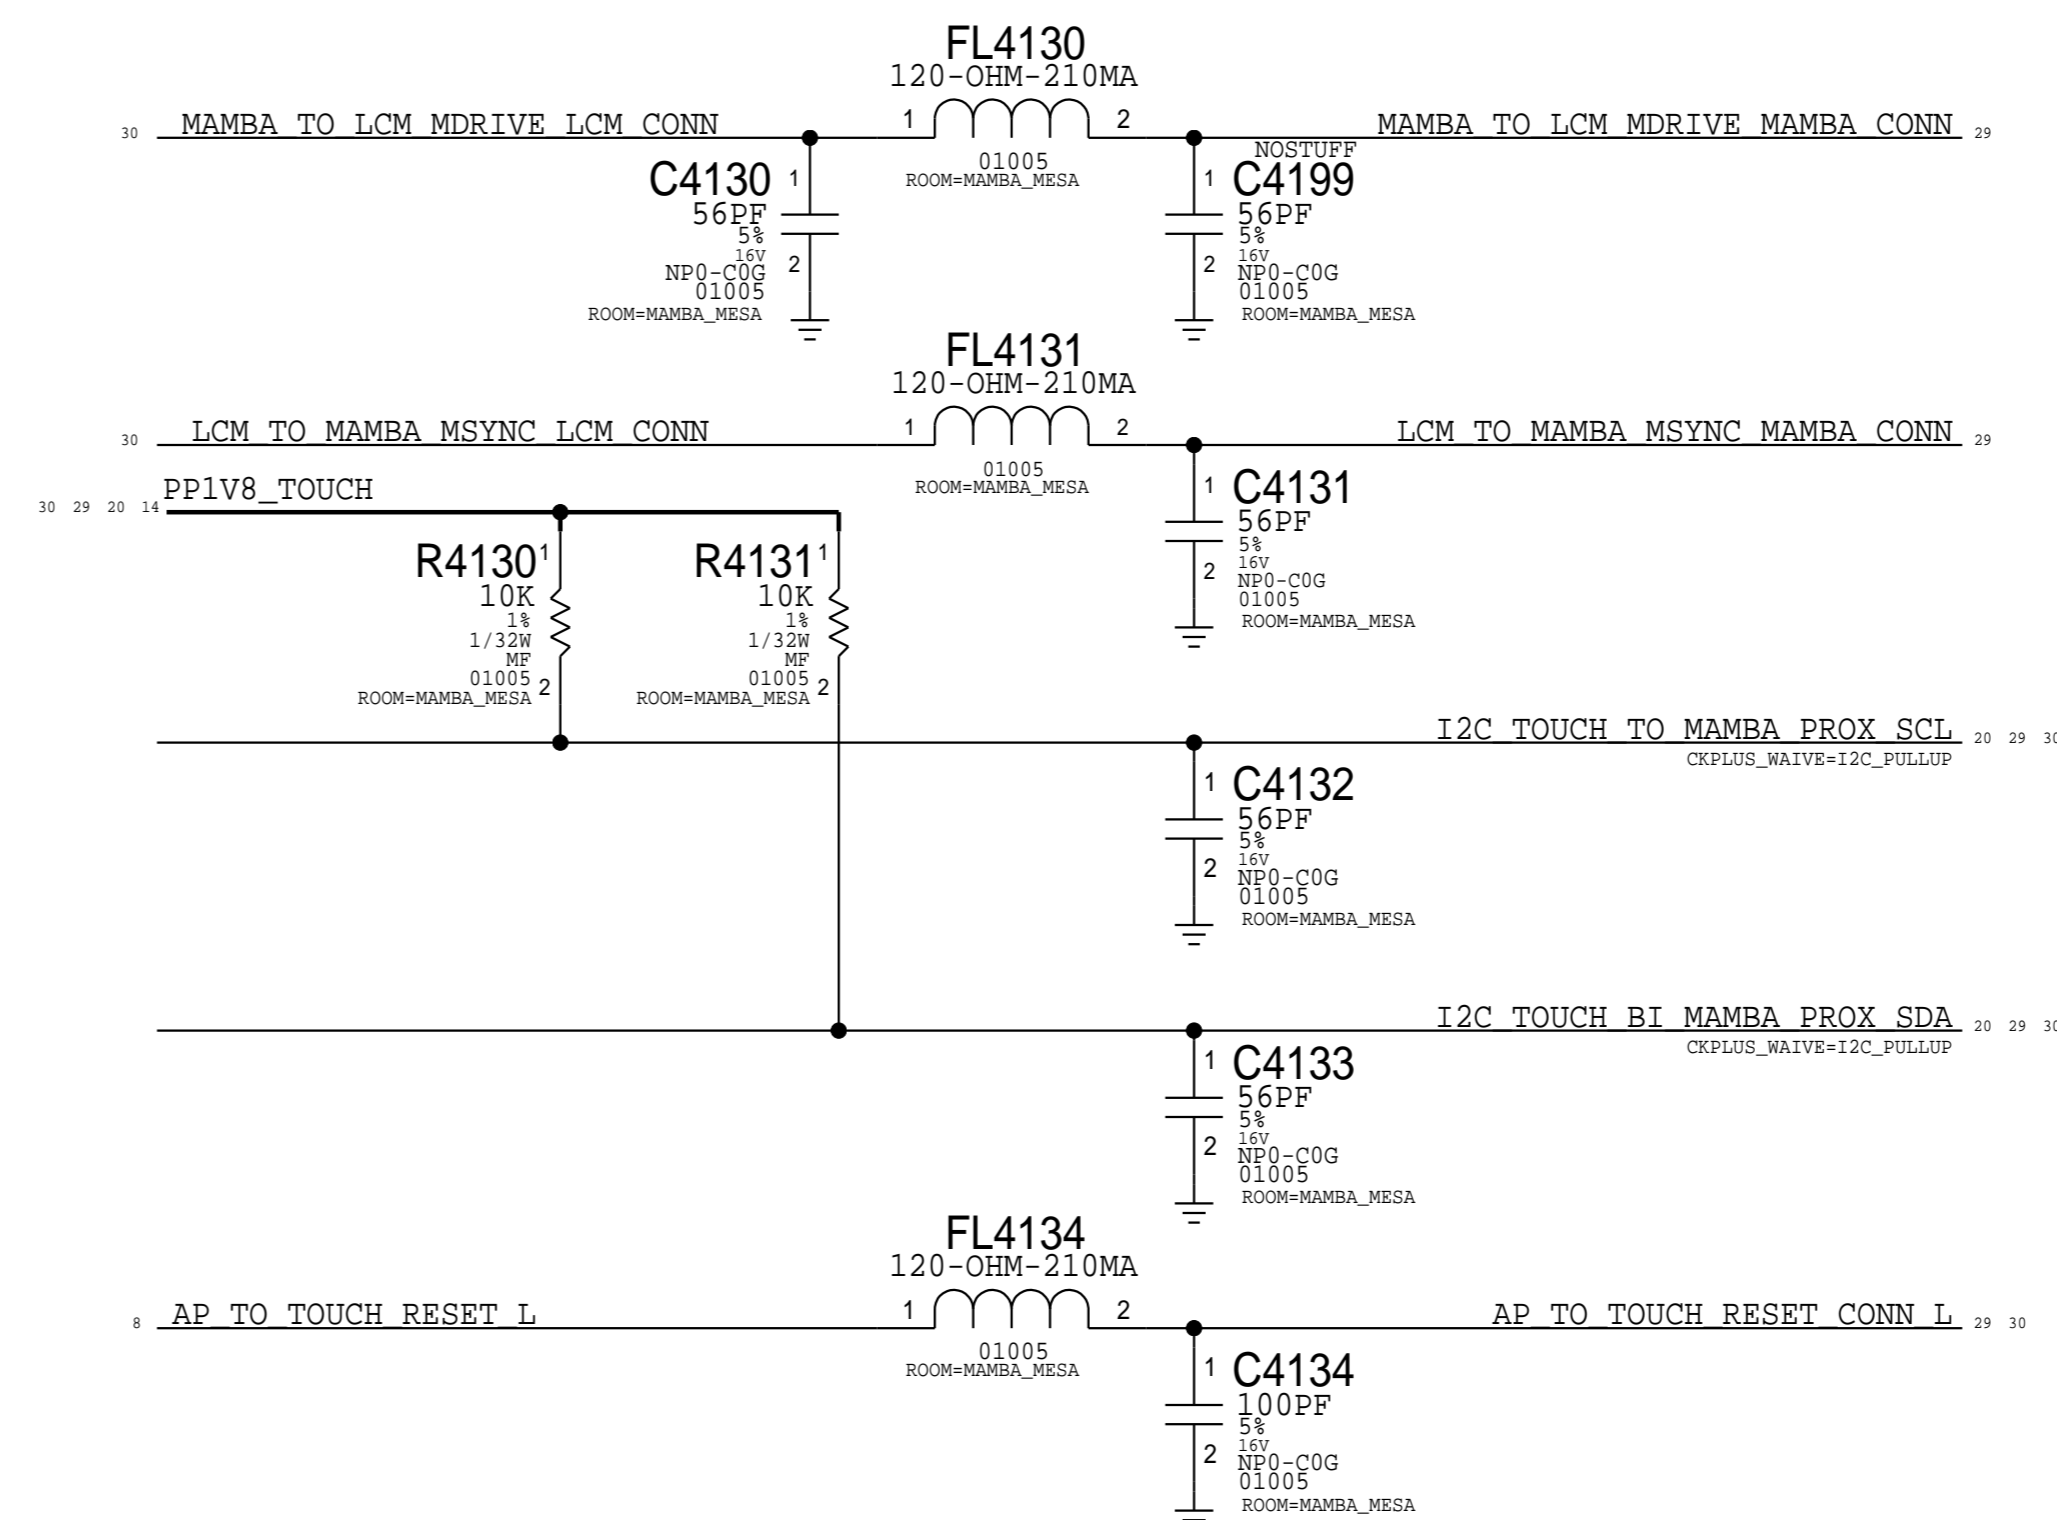 FL4130
120-OHM-210MA
30 MAMBA_TO_LCM_MDRIVE_LCM_CONN 1 2 MAMBA_TO_LCM_MDRIVE_MAMBA_CONN 29
01005
ROOM=MAMBA_MESA
C4130 1
56PF
5%
16V
2
NP0-C0G
01005
ROOM=MAMBA_MESA
NOSTUFF
1 C4199
56PF
5%
16V
2
NP0-C0G
01005
ROOM=MAMBA_MESA
FL4131
120-OHM-210MA
30 LCM_TO_MAMBA_MSYNC_LCM_CONN 1 2 LCM_TO_MAMBA_MSYNC_MAMBA_CONN 29
01005
ROOM=MAMBA_MESA
1 C4131
56PF
5%
16V
2
NP0-C0G
01005
ROOM=MAMBA_MESA
30 29 20 14 PP1V8_TOUCH
R4130 1
10K
1%
1/32W
MF
01005
2
ROOM=MAMBA_MESA
R4131 1
10K
1%
1/32W
MF
01005
2
ROOM=MAMBA_MESA
I2C_TOUCH_TO_MAMBA_PROX_SCL 20 29 30
CKPLUS_WAIVE=I2C_PULLUP
1 C4132
56PF
5%
16V
2
NP0-C0G
01005
ROOM=MAMBA_MESA
I2C_TOUCH_BI_MAMBA_PROX_SDA 20 29 30
CKPLUS_WAIVE=I2C_PULLUP
1 C4133
56PF
5%
16V
2
NP0-C0G
01005
ROOM=MAMBA_MESA
FL4134
120-OHM-210MA
8 AP_TO_TOUCH_RESET_L 1 2 AP_TO_TOUCH_RESET_CONN_L 29 30
01005
ROOM=MAMBA_MESA
1 C4134
100PF
5%
16V
2
NP0-C0G
01005
ROOM=MAMBA_MESA